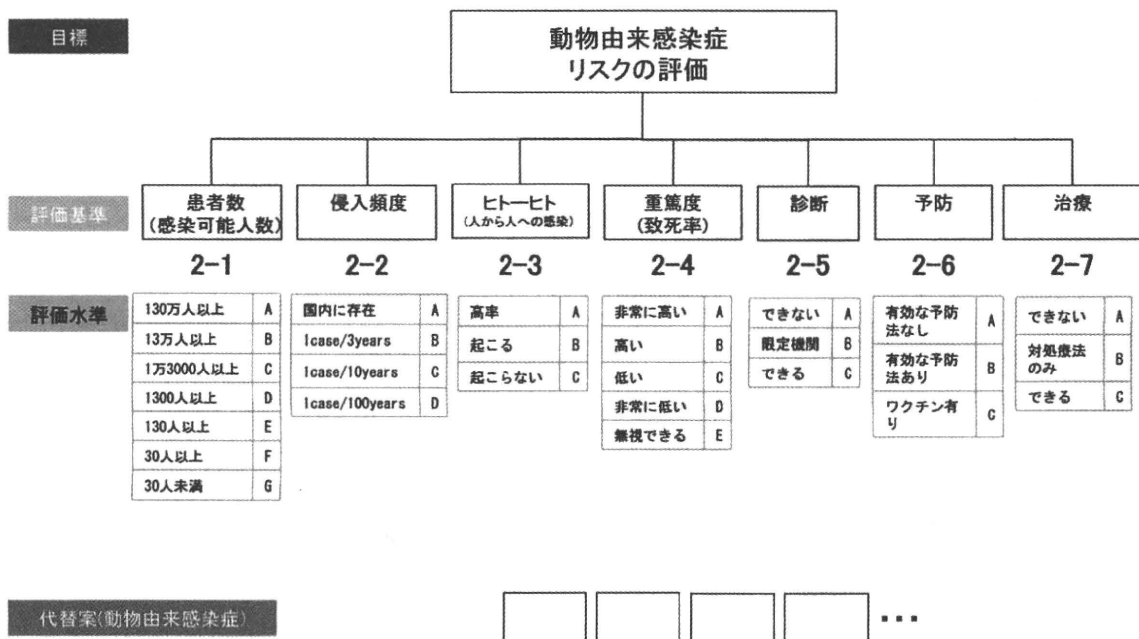 目標
動物由来感染症
リスクの評価
評価基準
患者数
(感染可能人数)
侵入頻度
ヒトーヒト
(人から人への感染)
重篤度
(致死率)
診断
予防
治療
2-1
2-2
2-3
2-4
2-5
2-6
2-7
評価水準
130万人以上 A
13万人以上 B
1万3000人以上 C
1300人以上 D
130人以上 E
30人以上 F
30人未満 G
国内に存在 A
1case/3years B
1case/10years C
1case/100years D
高率 A
起こる B
起こらない C
非常に高い A
高い B
低い C
非常に低い D
無視できる E
できない A
限定機関 B
できる C
有効な予防
法なし A
有効な予防
法あり B
ワクチン有
り C
できない A
対処療法
のみ B
できる C
代替案(動物由来感染症)
...